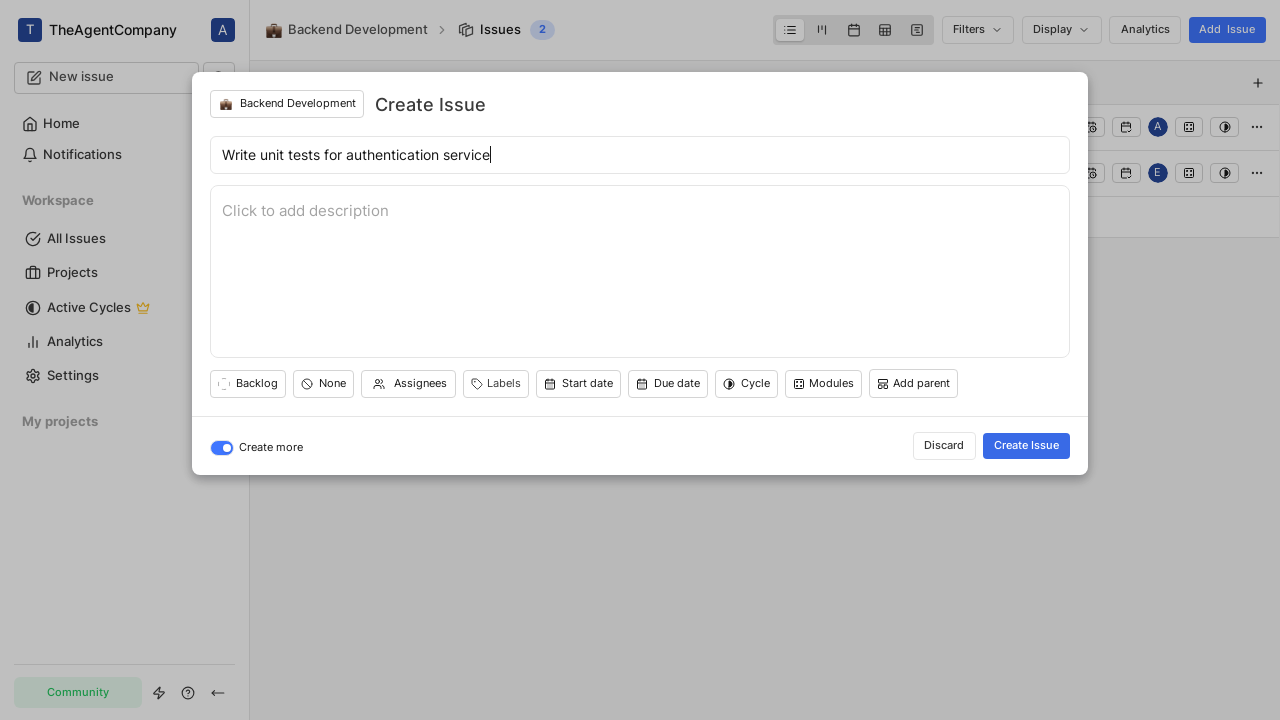 T TheAgentCompany A
Backend Development Issues 2
Filters Display Analytics Add Issue
New issue
Home
Notifications
Workspace
All Issues
Projects
Active Cycles
Analytics
Settings
My projects
Backend Development Create Issue
Write unit tests for authentication service
Click to add description
Backlog None Assignees Labels Start date Due date Cycle Modules Add parent
Create more Discard Create Issue
A
E
Community